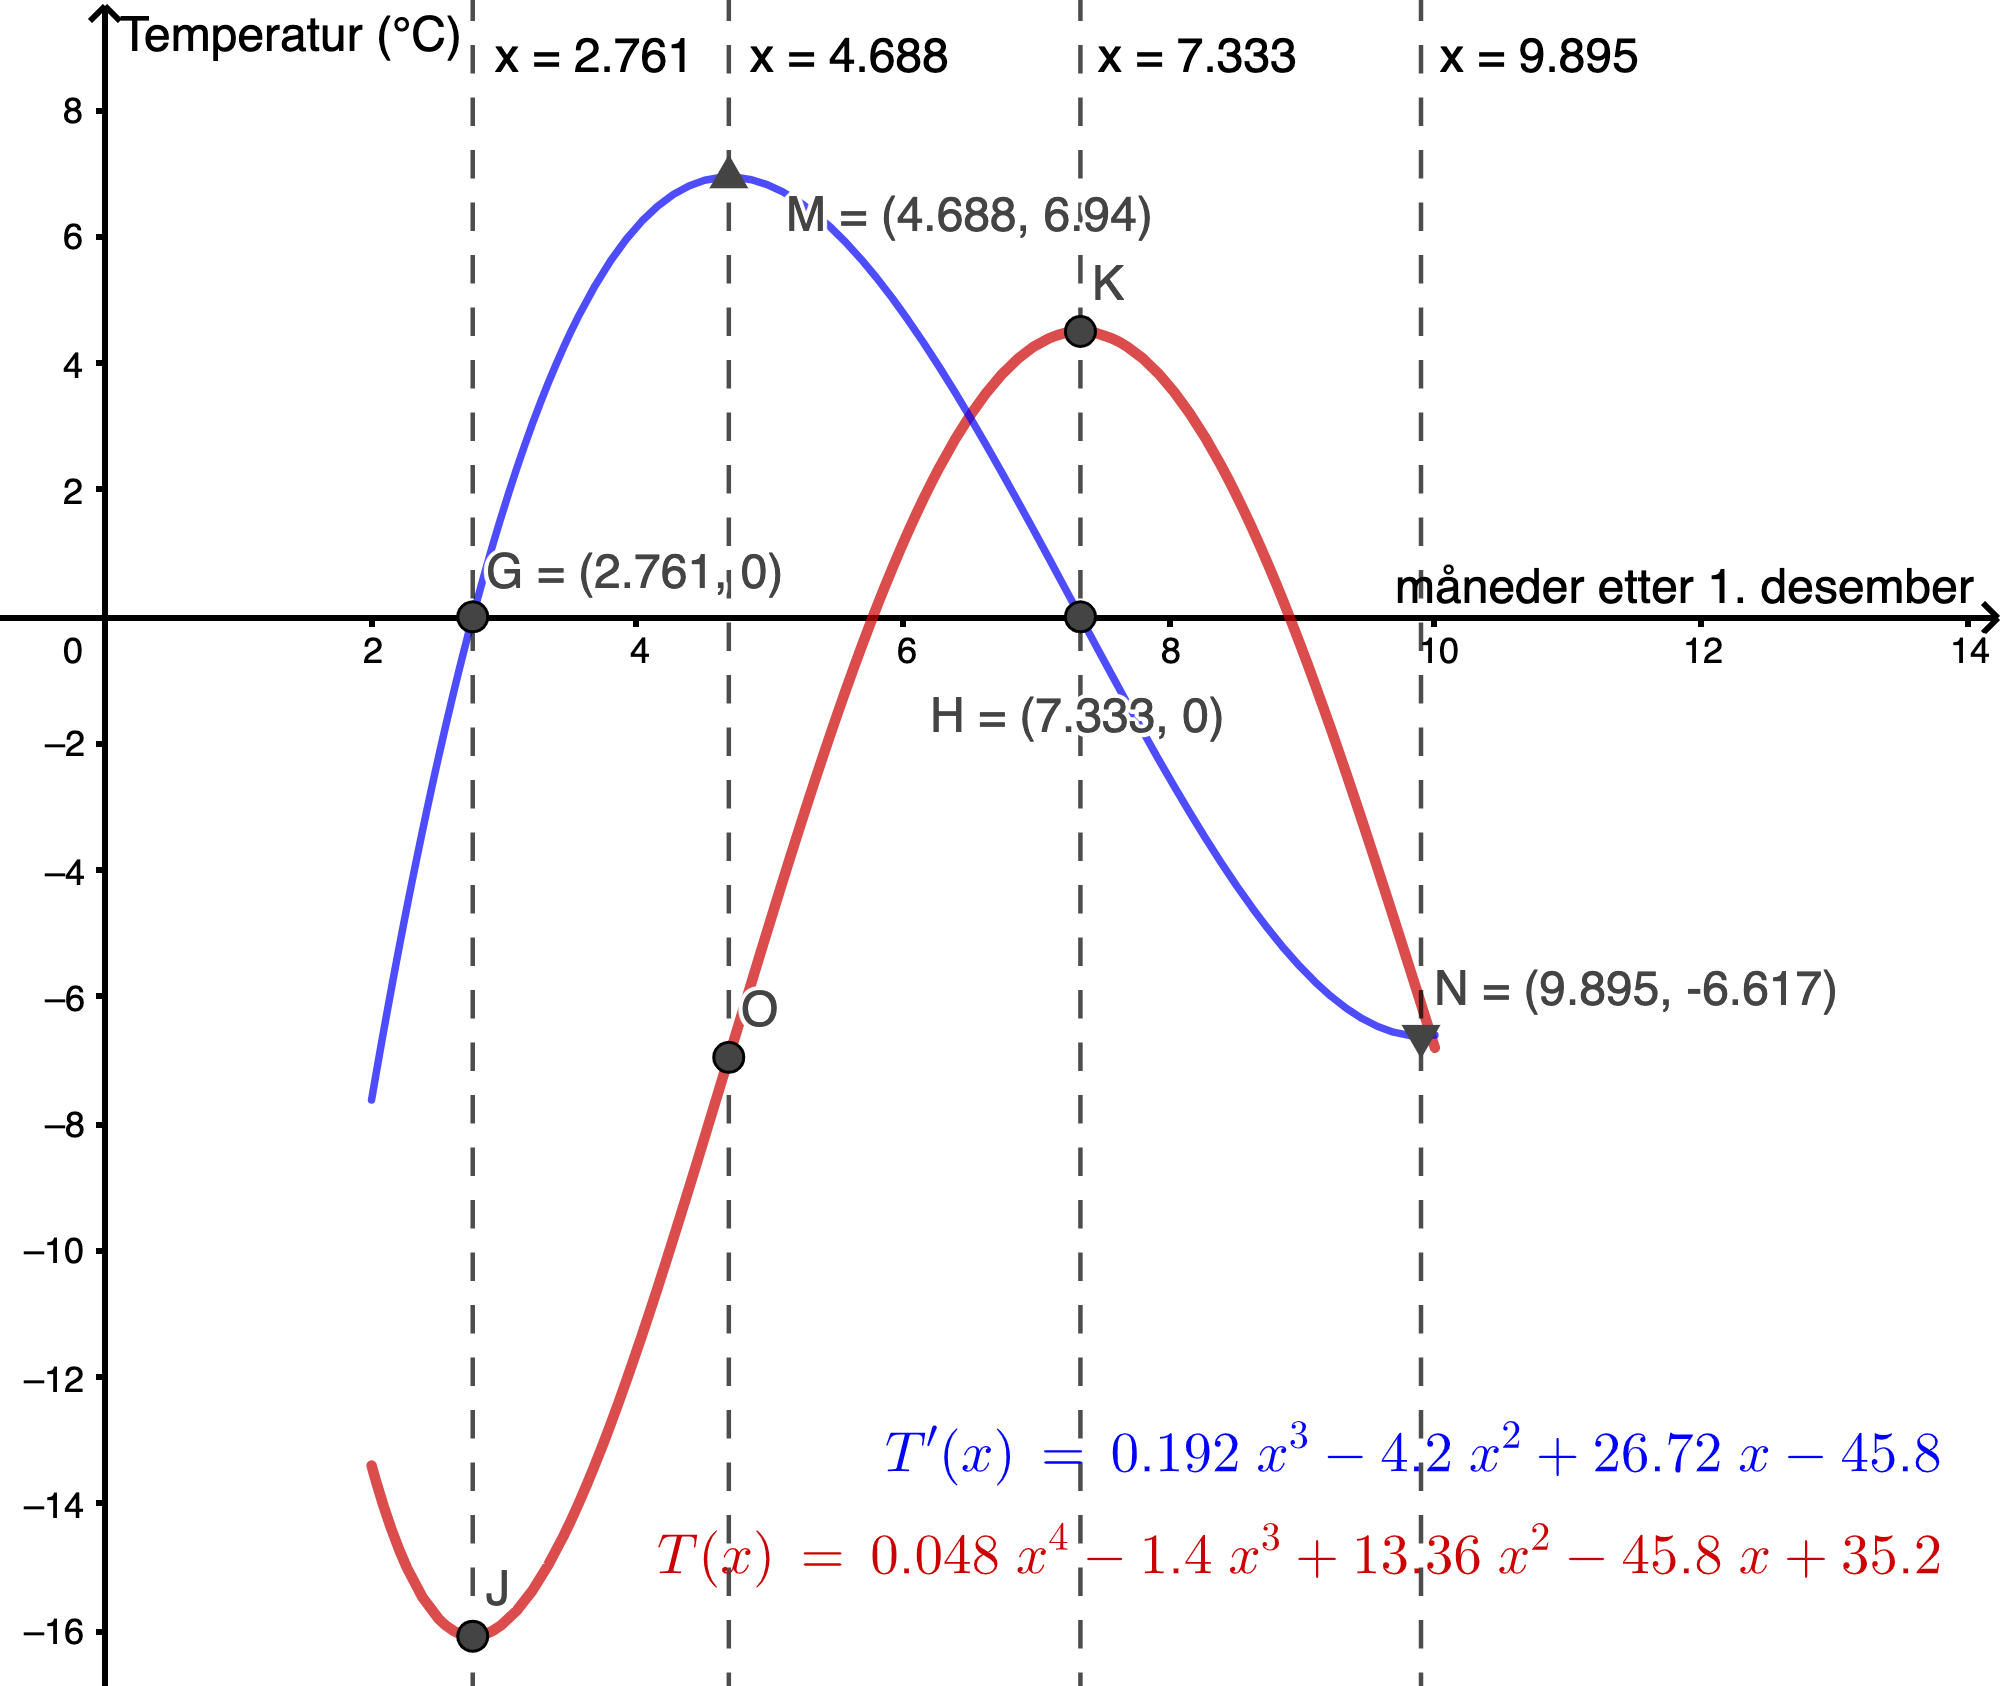 Temperatur (°C)
x = 2.761
x = 4.688
x = 7.333
x = 9.895
8
M = (4.688, 6.94)
6
K
4
2
G = (2.761, 0)
måneder etter 1. desember
0
2
4
6
8
10
12
14
H = (7.333, 0)
−2
−4
−6
N = (9.895, -6.617)
O
−8
−10
−12
T′(x) = 0.192 x³ − 4.2 x² + 26.72 x − 45.8
−14
T(x) = 0.048 x⁴ − 1.4 x³ + 13.36 x² − 45.8 x + 35.2
J
−16